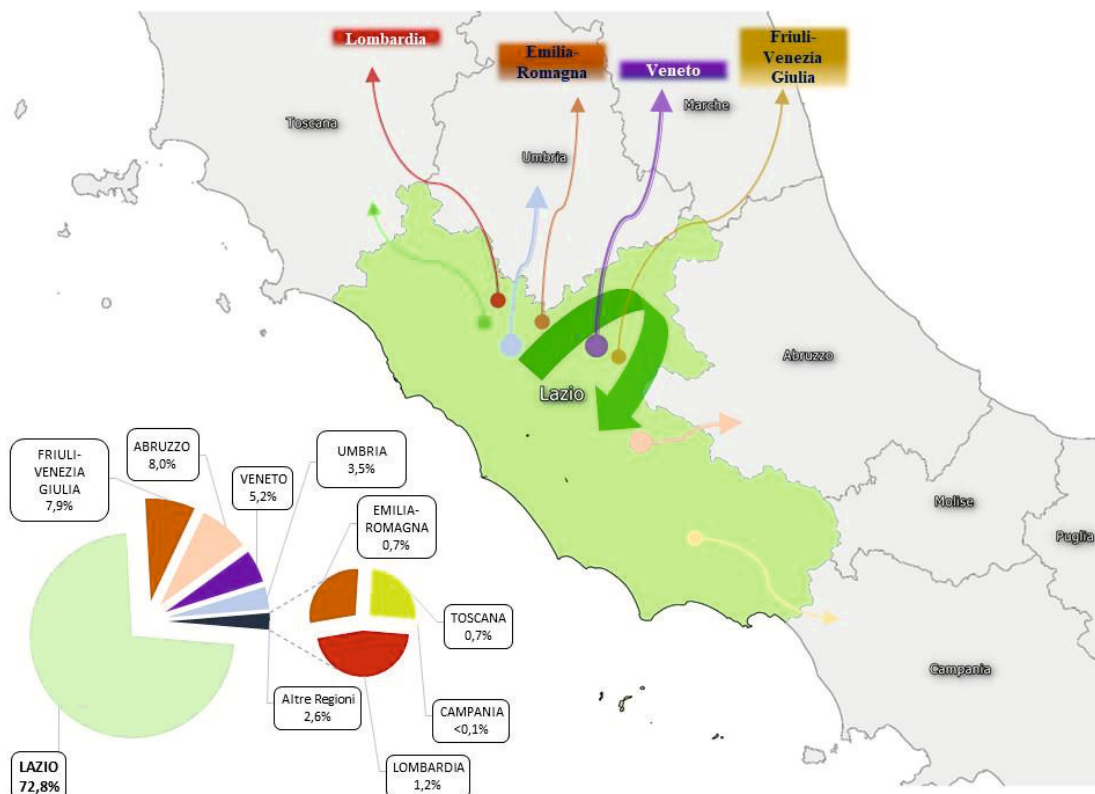 Lombardia
Emilia-
Romagna
Veneto
Friuli-
Venezia
Giulia
Toscana
Marche
Umbria
Abruzzo
Lazio
Molise
Puglia
Campania
FRIULI-
VENEZIA
GIULIA
7,9%
ABRUZZO
8,0%
VENETO
5,2%
UMBRIA
3,5%
EMILIA-
ROMAGNA
0,7%
TOSCANA
0,7%
CAMPANIA
<0,1%
LOMBARDIA
1,2%
Altre Regioni
2,6%
LAZIO
72,8%